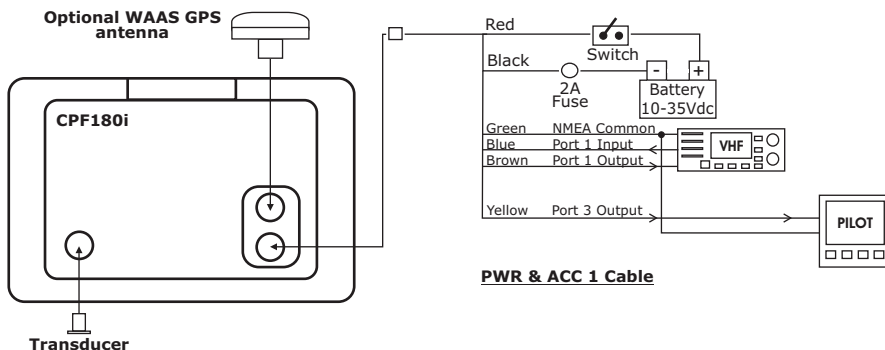 Optional WAAS GPS
antenna
CPF180i
Transducer
Red
Switch
Black
2A
Fuse
- +
Battery
10-35Vdc
Green NMEA Common
Blue Port 1 Input
Brown Port 1 Output
VHF
Yellow Port 3 Output
PILOT
PWR & ACC 1 Cable